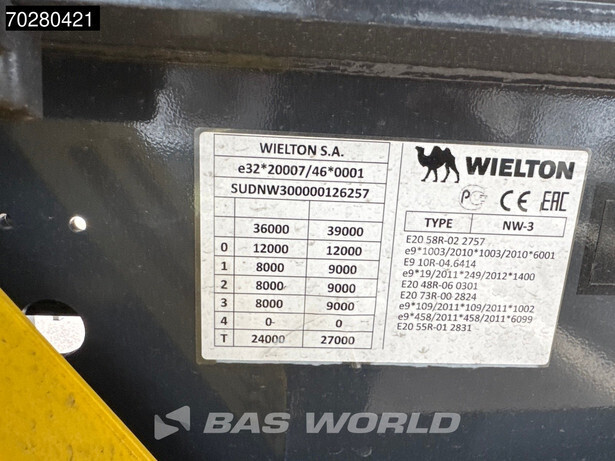 70280421
WIELTON S.A.
e32*20007/46*0001
SUDNW300000126257
36000 39000
0 12000 12000
1 8000 9000
2 8000 9000
3 8000 9000
4 0 0
T 24000 27000
WIELTON
CE EAC
TYPE NW-3
E20 58R-02 2757
e9*1003/2010*1003/2010*6001
E9 10R-04.6414
e9*19/2011*249/2012*1400
E20 48R-06 0301
E20 73R-00 2824
e9*109/2011*109/2011*1002
e9*458/2011*458/2011*6099
E20 55R-01 2831
BAS WORLD